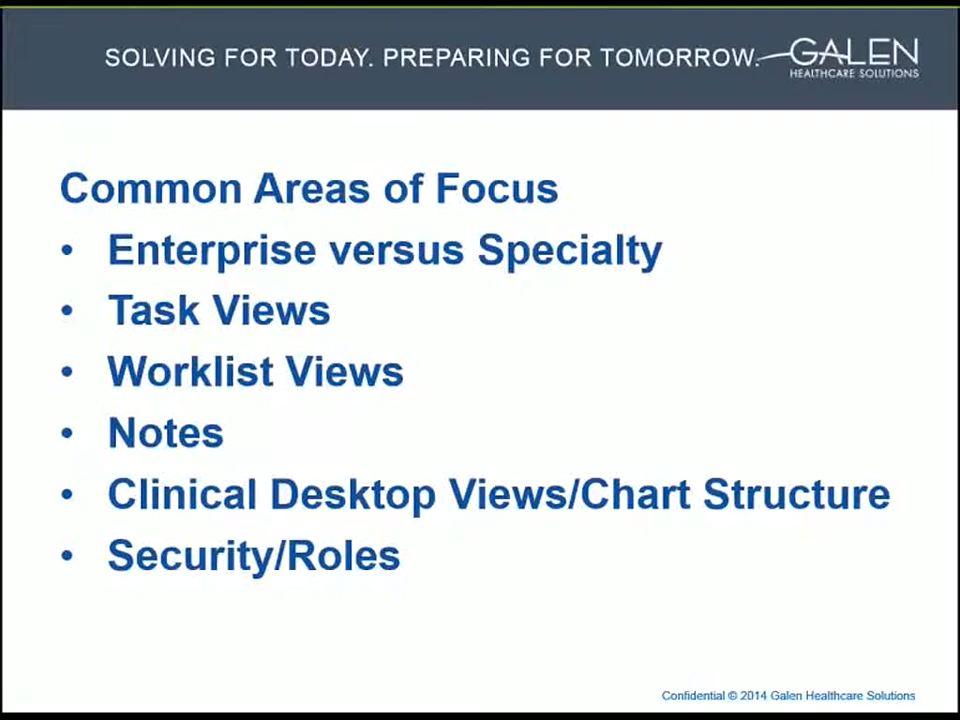 SOLVING FOR TODAY. PREPARING FOR TOMORROW.
GALEN
HEALTHCARE SOLUTIONS
Common Areas of Focus
• Enterprise versus Specialty
• Task Views
• Worklist Views
• Notes
• Clinical Desktop Views/Chart Structure
• Security/Roles
Confidential © 2014 Galen Healthcare Solutions